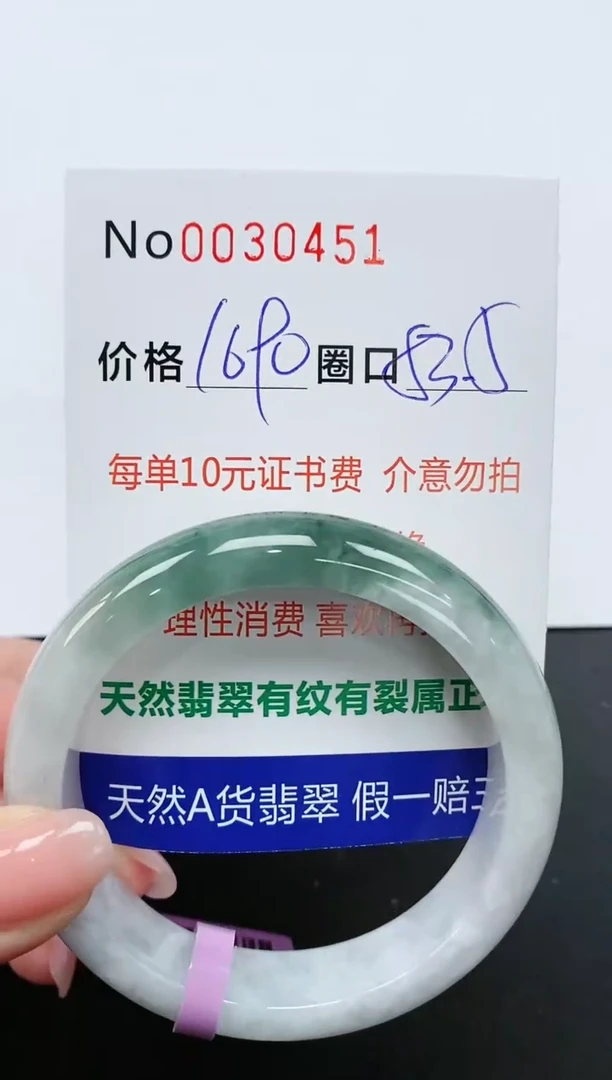 No0030451
价格1690 圈口53.5
每单10元证书费 介意勿拍
理性消费 喜欢
天然翡翠有纹有裂属正
天然A货翡翠 假一赔三